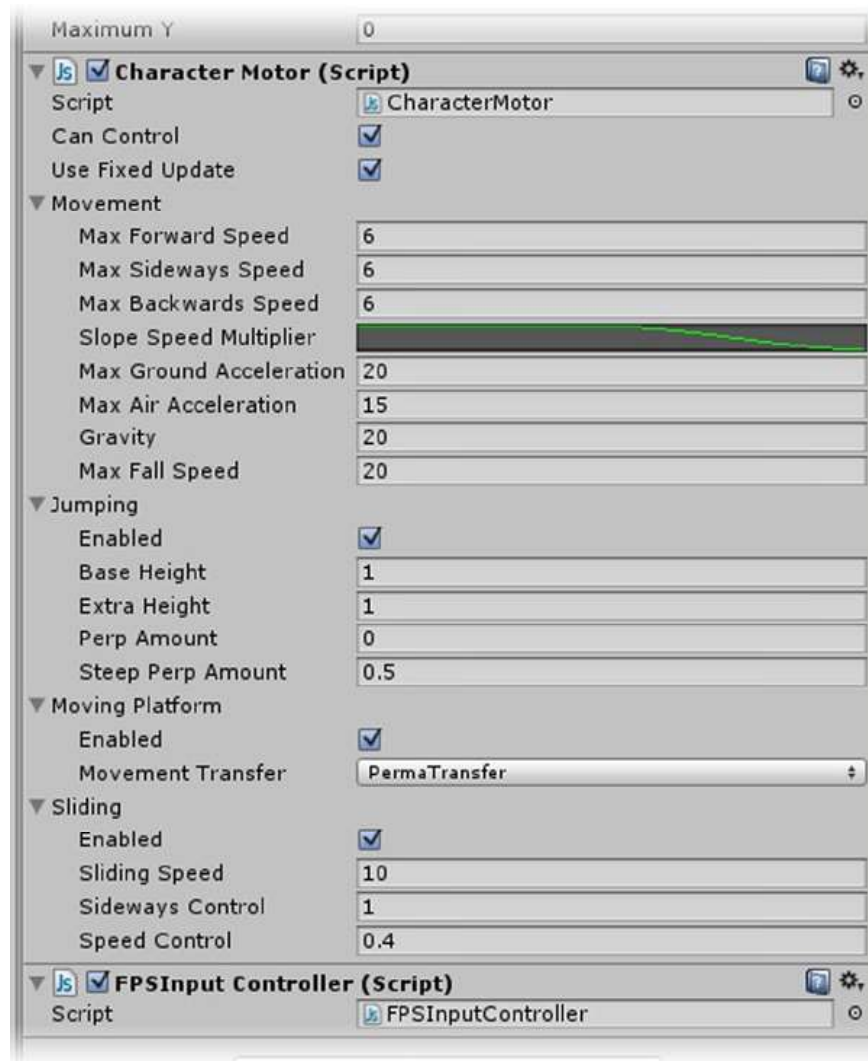 Maximum Y 0
Js Character Motor (Script)
Script Js CharacterMotor
Can Control
Use Fixed Update
Movement
Max Forward Speed 6
Max Sideways Speed 6
Max Backwards Speed 6
Slope Speed Multiplier
Max Ground Acceleration 20
Max Air Acceleration 15
Gravity 20
Max Fall Speed 20
Jumping
Enabled
Base Height 1
Extra Height 1
Perp Amount 0
Steep Perp Amount 0.5
Moving Platform
Enabled
Movement Transfer PermaTransfer
Sliding
Enabled
Sliding Speed 10
Sideways Control 1
Speed Control 0.4
Js FPSInput Controller (Script)
Script Js FPSInputController